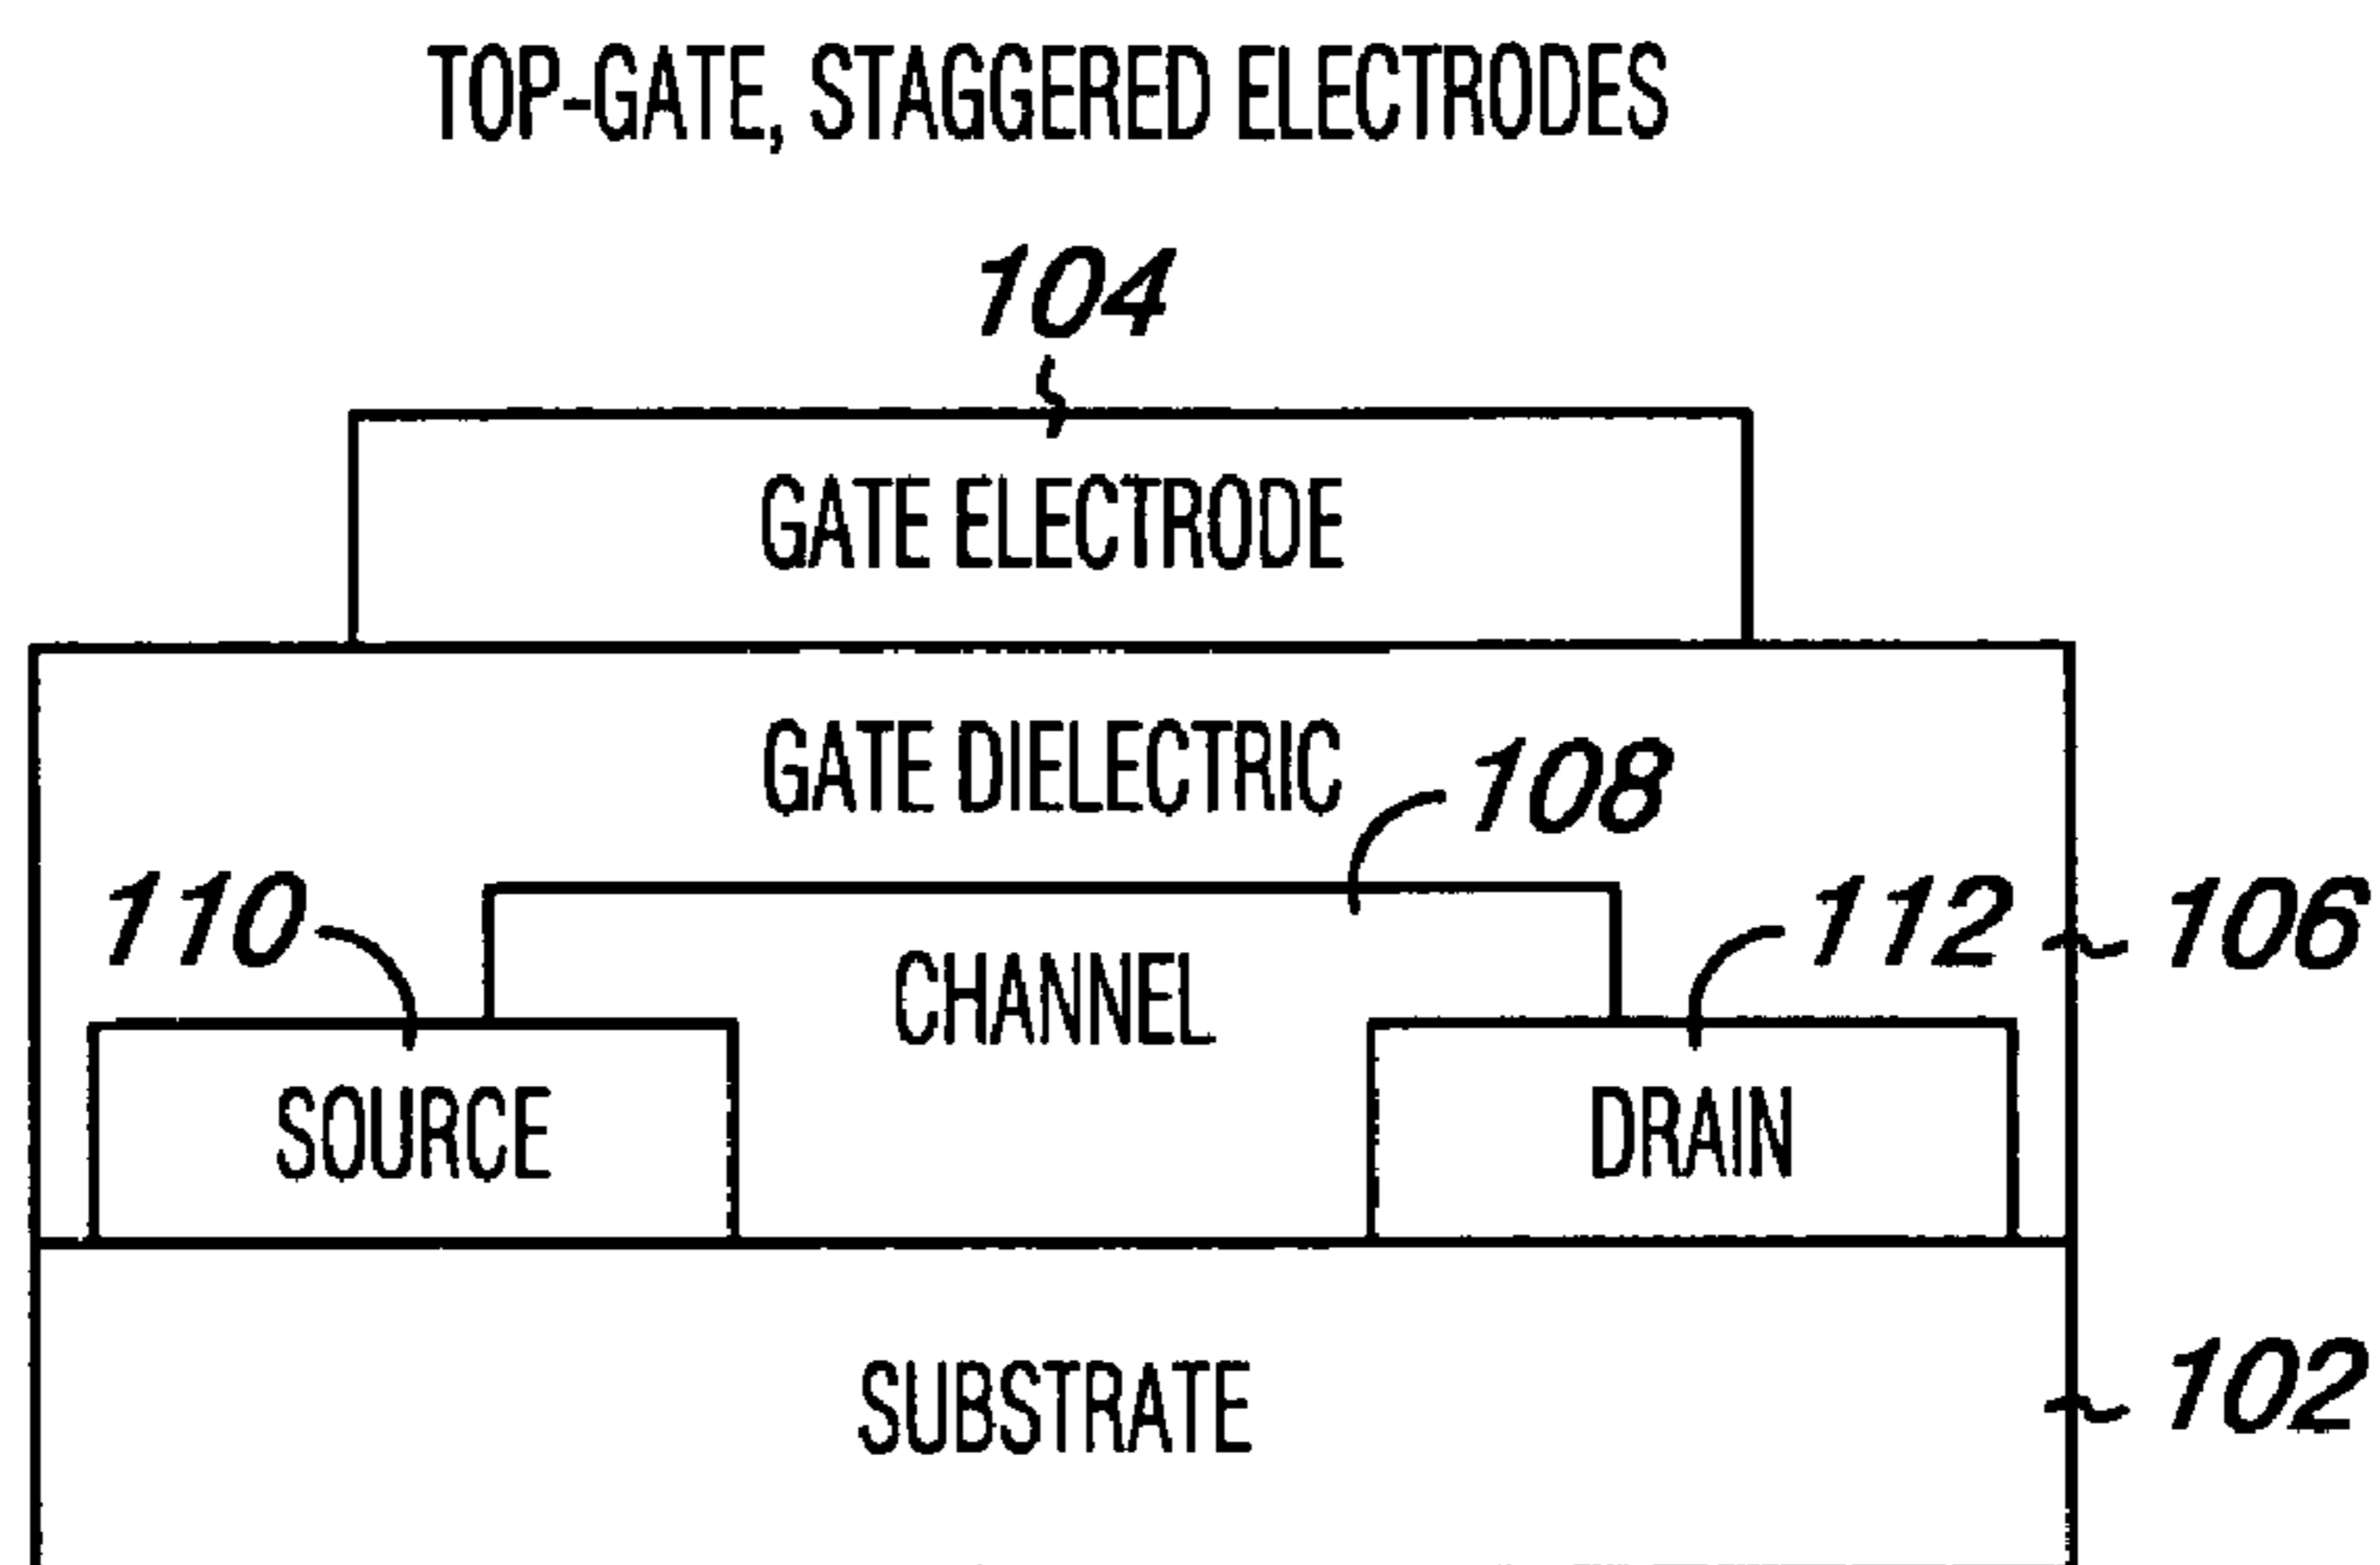 TOP-GATE, STAGGERED ELECTRODES
104
GATE ELECTRODE
GATE DIELECTRIC
108
110
112
106
CHANNEL
SOURCE
DRAIN
SUBSTRATE
102